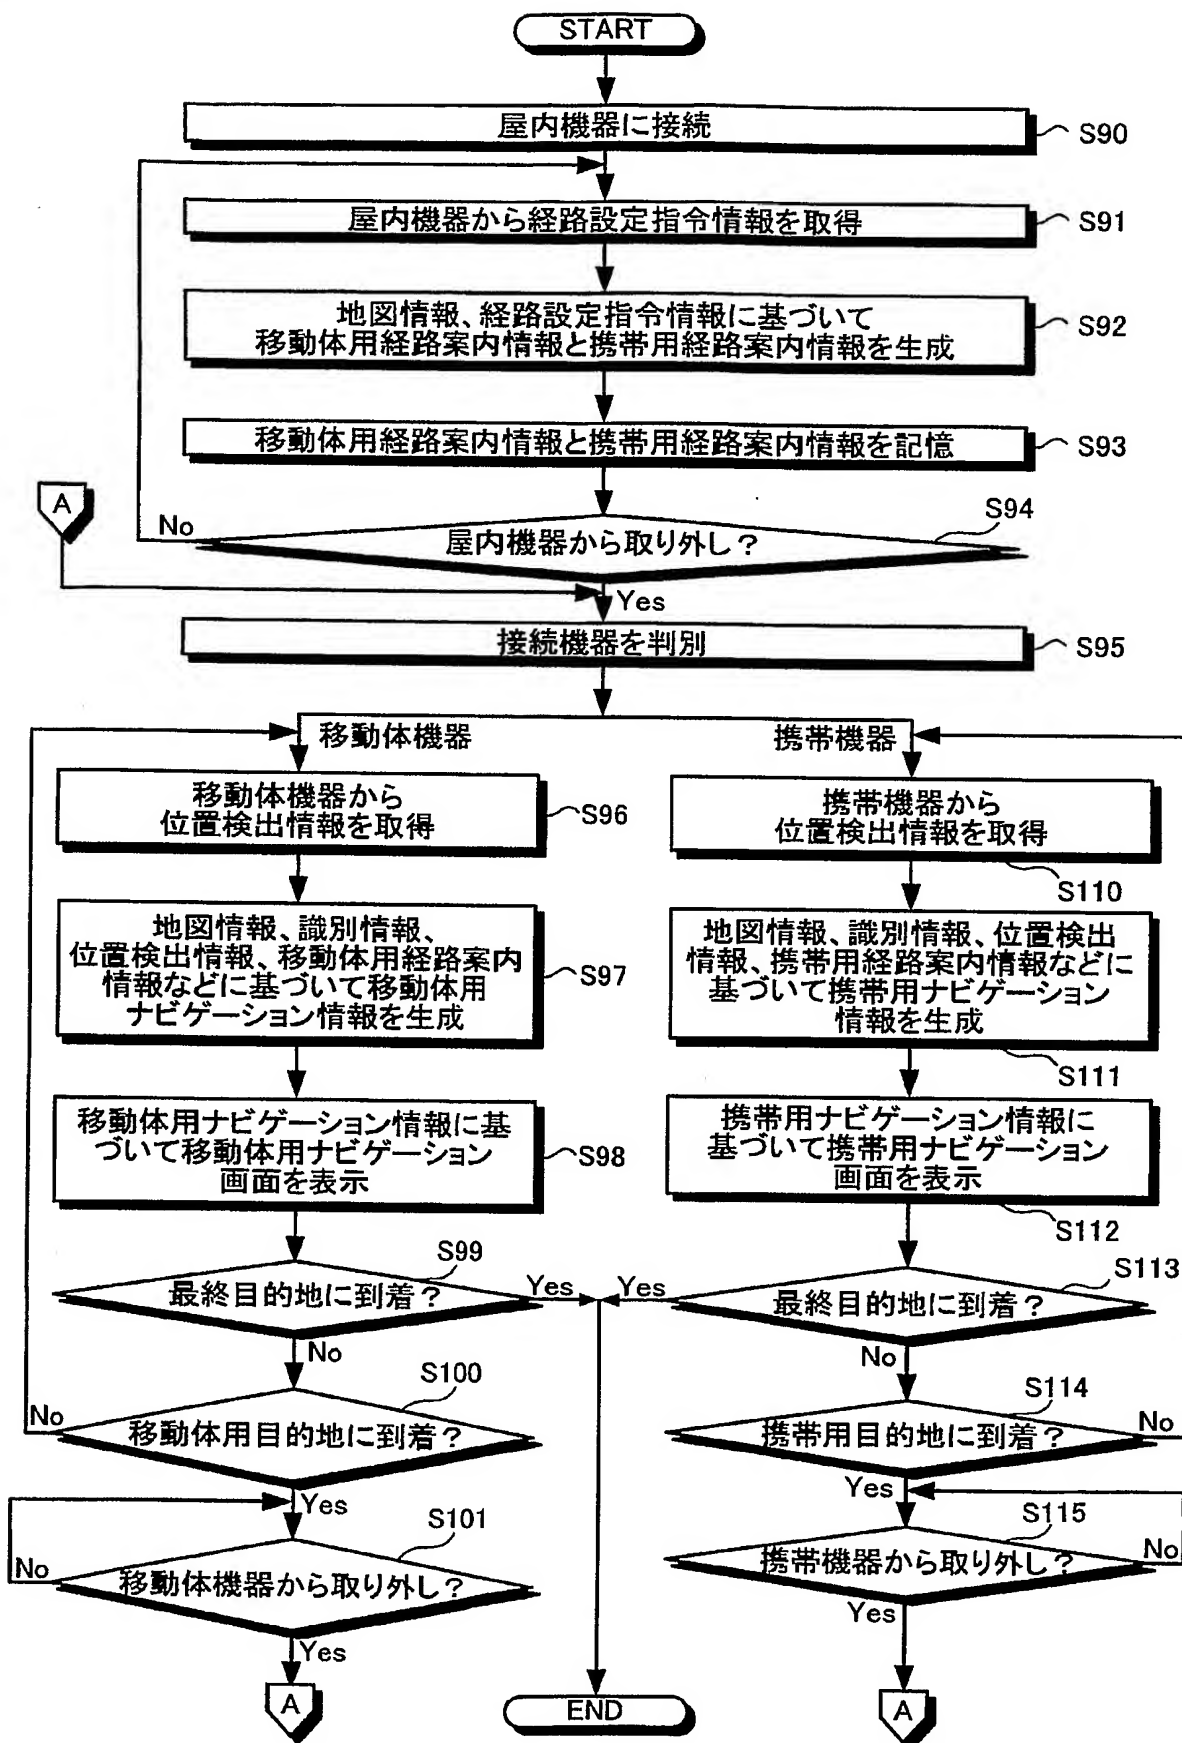 START
屋内機器に接続
S90
屋内機器から経路設定指令情報を取得
S91
地図情報、経路設定指令情報に基づいて
移動体用経路案内情報と携帯用経路案内情報を生成
S92
移動体用経路案内情報と携帯用経路案内情報を記憶
S93
A
No
屋内機器から取り外し?
S94
Yes
接続機器を判別
S95
移動体機器
携帯機器
移動体機器から
位置検出情報を取得
S96
携帯機器から
位置検出情報を取得
S110
地図情報、識別情報、
位置検出情報、移動体用経路案内
情報などに基づいて移動体用
ナビゲーション情報を生成
S97
地図情報、識別情報、位置検出
情報、携帯用経路案内情報などに
基づいて携帯用ナビゲーション
情報を生成
S111
移動体用ナビゲーション情報に基
づいて移動体用ナビゲーション
画面を表示
S98
携帯用ナビゲーション情報に
基づいて携帯用ナビゲーション
画面を表示
S112
S99
最終目的地に到着?
Yes
No
S113
最終目的地に到着?
Yes
No
S100
移動体用目的地に到着?
No
Yes
S114
携帯用目的地に到着?
No
Yes
S101
移動体機器から取り外し?
No
Yes
S115
携帯機器から取り外し?
No
Yes
A
END
A